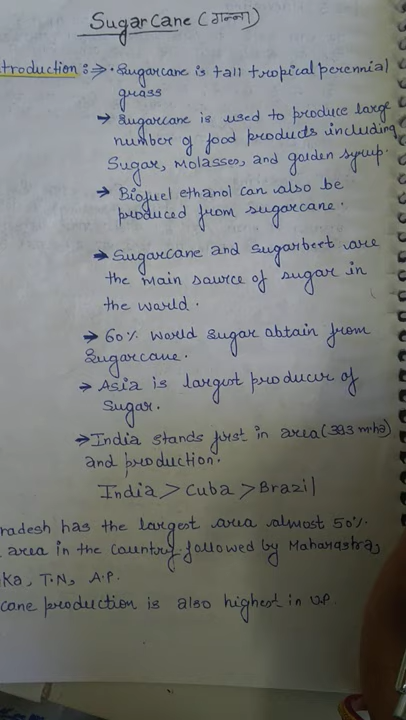 SugarCane (गन्ना)
troduction :⇒ • Sugarcane is tall tropical perennial
grass
→ Sugarcane is used to produce large
number of food products including
Sugar, Molasses, and golden syrup.
→ Biofuel ethanol can also be
produced from sugarcane.
→ Sugarcane and sugarbeet are
the main source of sugar in
the world.
→ 60% world sugar obtain from
Sugarcane.
→ Asia is largest producer of
Sugar.
→ India stands first in area (393 m.ha)
and production.
India > Cuba > Brazil
radesh has the largest area almost 50%
area in the country followed by Maharastra,
ka, T.N, A.P.
cane production is also highest in U.P.